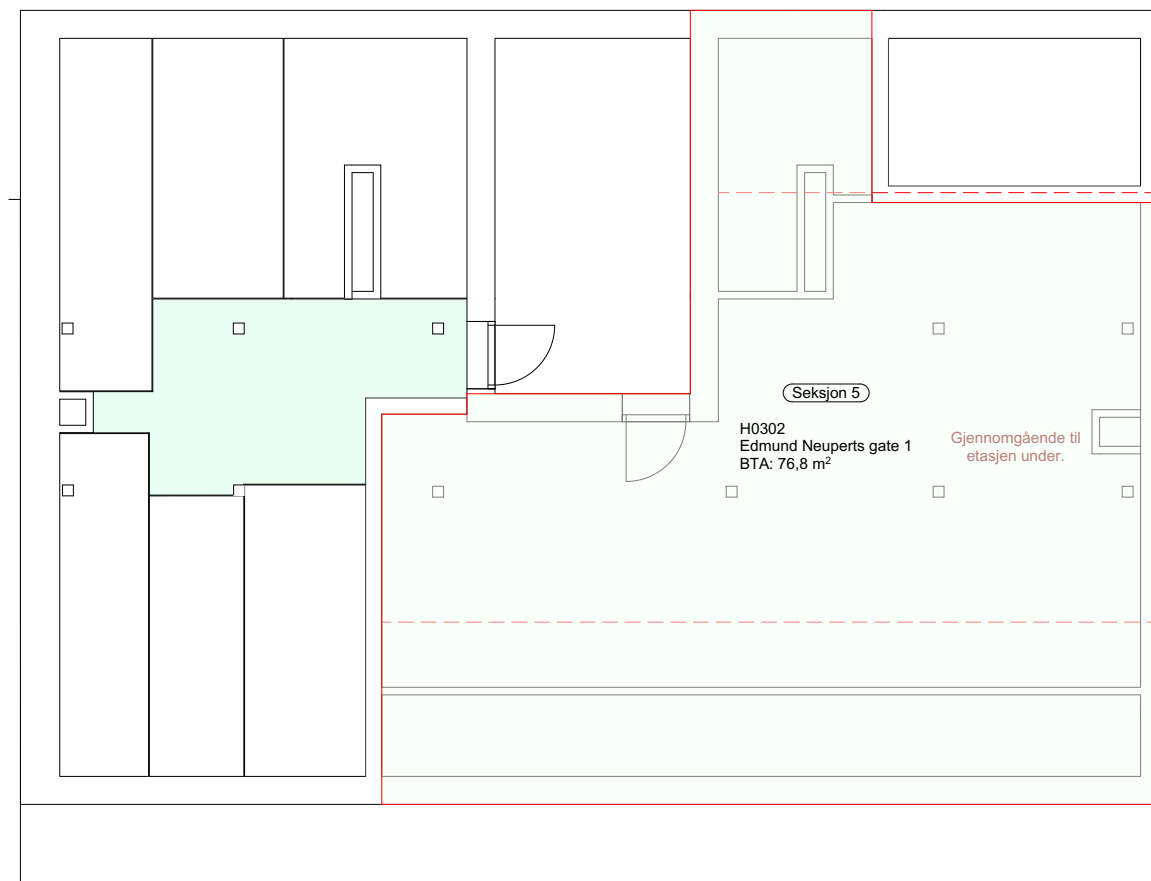 Seksjon 5
H0302
Edmund Neuperts gate 1
BTA: 76,8 m²
Gjennomgående til
etasjen under.